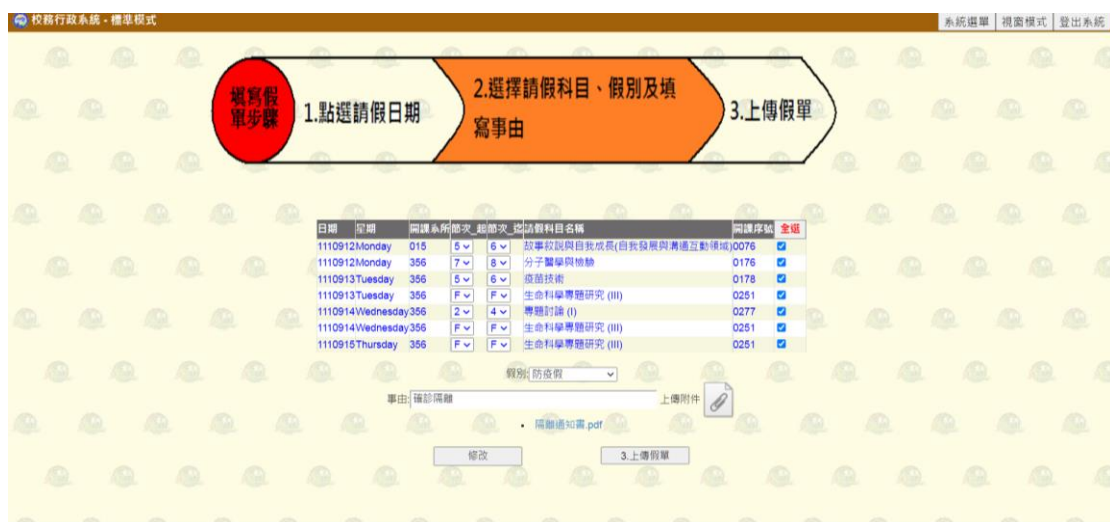 校務行政系統 - 標準模式
系統選單 視窗模式 登出系統
填寫假單步驟
1.點選請假日期
2.選擇請假科目、假別及填
寫事由
3.上傳假單
日期 星期 開課系所 節次_起 節次_迄 請假科目名稱 開課序號 全選
1110912 Monday 015 5 6 故事敘說與自我成長(自我發展與溝通互動領域) 0076
1110912 Monday 356 7 8 分子醫學與檢驗 0176
1110913 Tuesday 356 5 6 疫苗技術 0178
1110913 Tuesday 356 F F 生命科學專題研究 (III) 0251
1110914 Wednesday 356 2 4 專題討論 (I) 0277
1110914 Wednesday 356 F F 生命科學專題研究 (III) 0251
1110915 Thursday 356 F F 生命科學專題研究 (III) 0251
假別: 防疫假
事由: 確診隔離 上傳附件
隔離通知書.pdf
修改 3.上傳假單